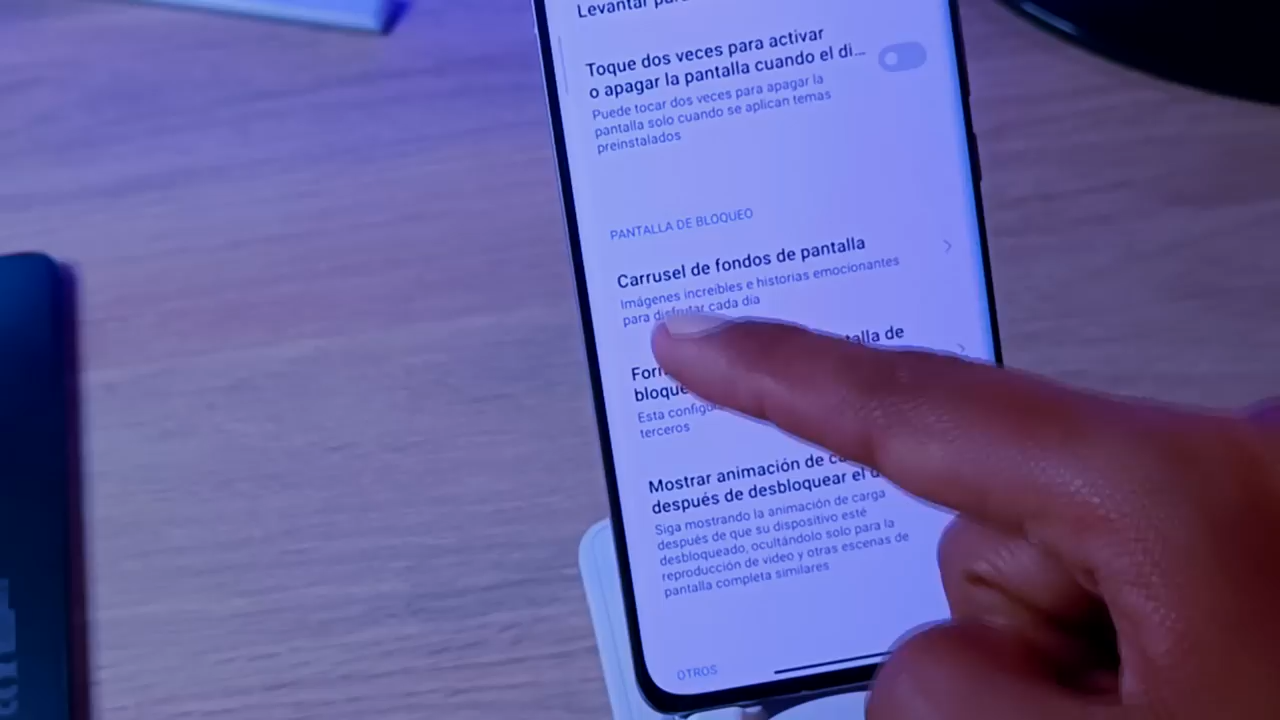 Levantar
Toque dos veces para activar
o apagar la pantalla cuando el di...
Puede tocar dos veces para apagar la
pantalla solo cuando se aplican temas
preinstalados
PANTALLA DE BLOQUEO
Carrusel de fondos de pantalla
Imágenes increíbles e historias emocionantes
para disfrutar cada día
de
Esta
terceros
Mostrar animación de
después de desbloquear el
Siga mostrando la animación de carga
después de que su dispositivo esté
desbloqueado, ocultándolo solo para la
reproducción de video y otras escenas de
pantalla completa similares
OTROS